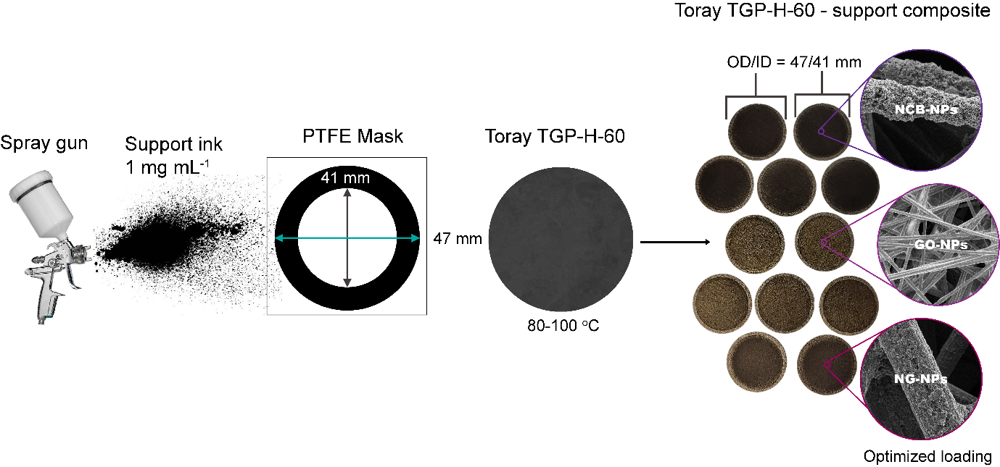 Toray TGP-H-60 - support composite
OD/ID = 47/41 mm
NCB-NPs
Spray gun
Support ink
1 mg mL-1
PTFE Mask
Toray TGP-H-60
41 mm
47 mm
GO-NPs
80-100 oC
NG-NPs
Optimized loading